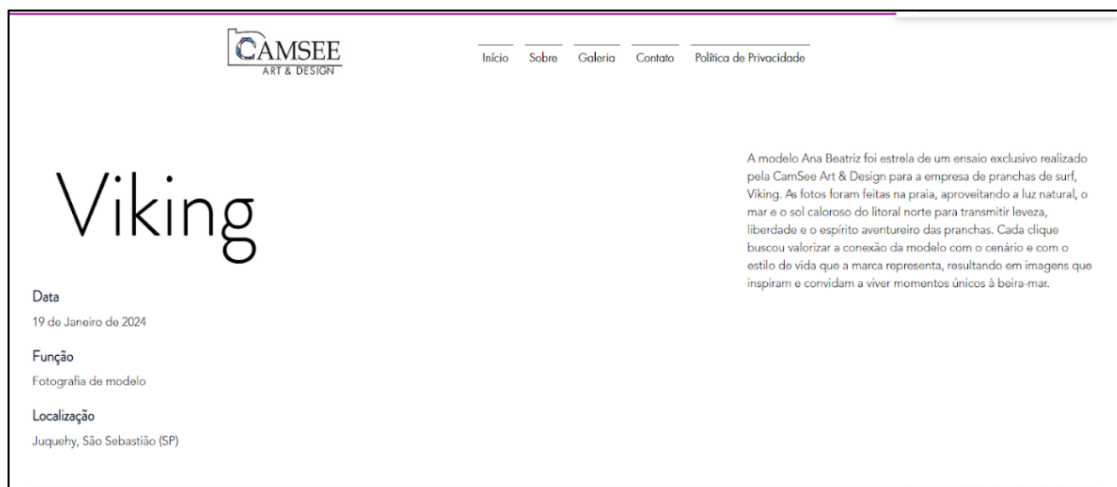 CAMSEE
ART & DESIGN
Início Sobre Galeria Contato Política de Privacidade
Viking
Data
19 de Janeiro de 2024
Função
Fotografia de modelo
Localização
Juquehy, São Sebastião (SP)
A modelo Ana Beatriz foi estrela de um ensaio exclusivo realizado
pela CamSee Art & Design para a empresa de pranchas de surf,
Viking. As fotos foram feitas na praia, aproveitando a luz natural, o
mar e o sol caloroso do litoral norte para transmitir leveza,
liberdade e o espírito aventureiro das pranchas. Cada clique
buscou valorizar a conexão da modelo com o cenário e com o
estilo de vida que a marca representa, resultando em imagens que
inspiram e convidam a viver momentos únicos à beira-mar.